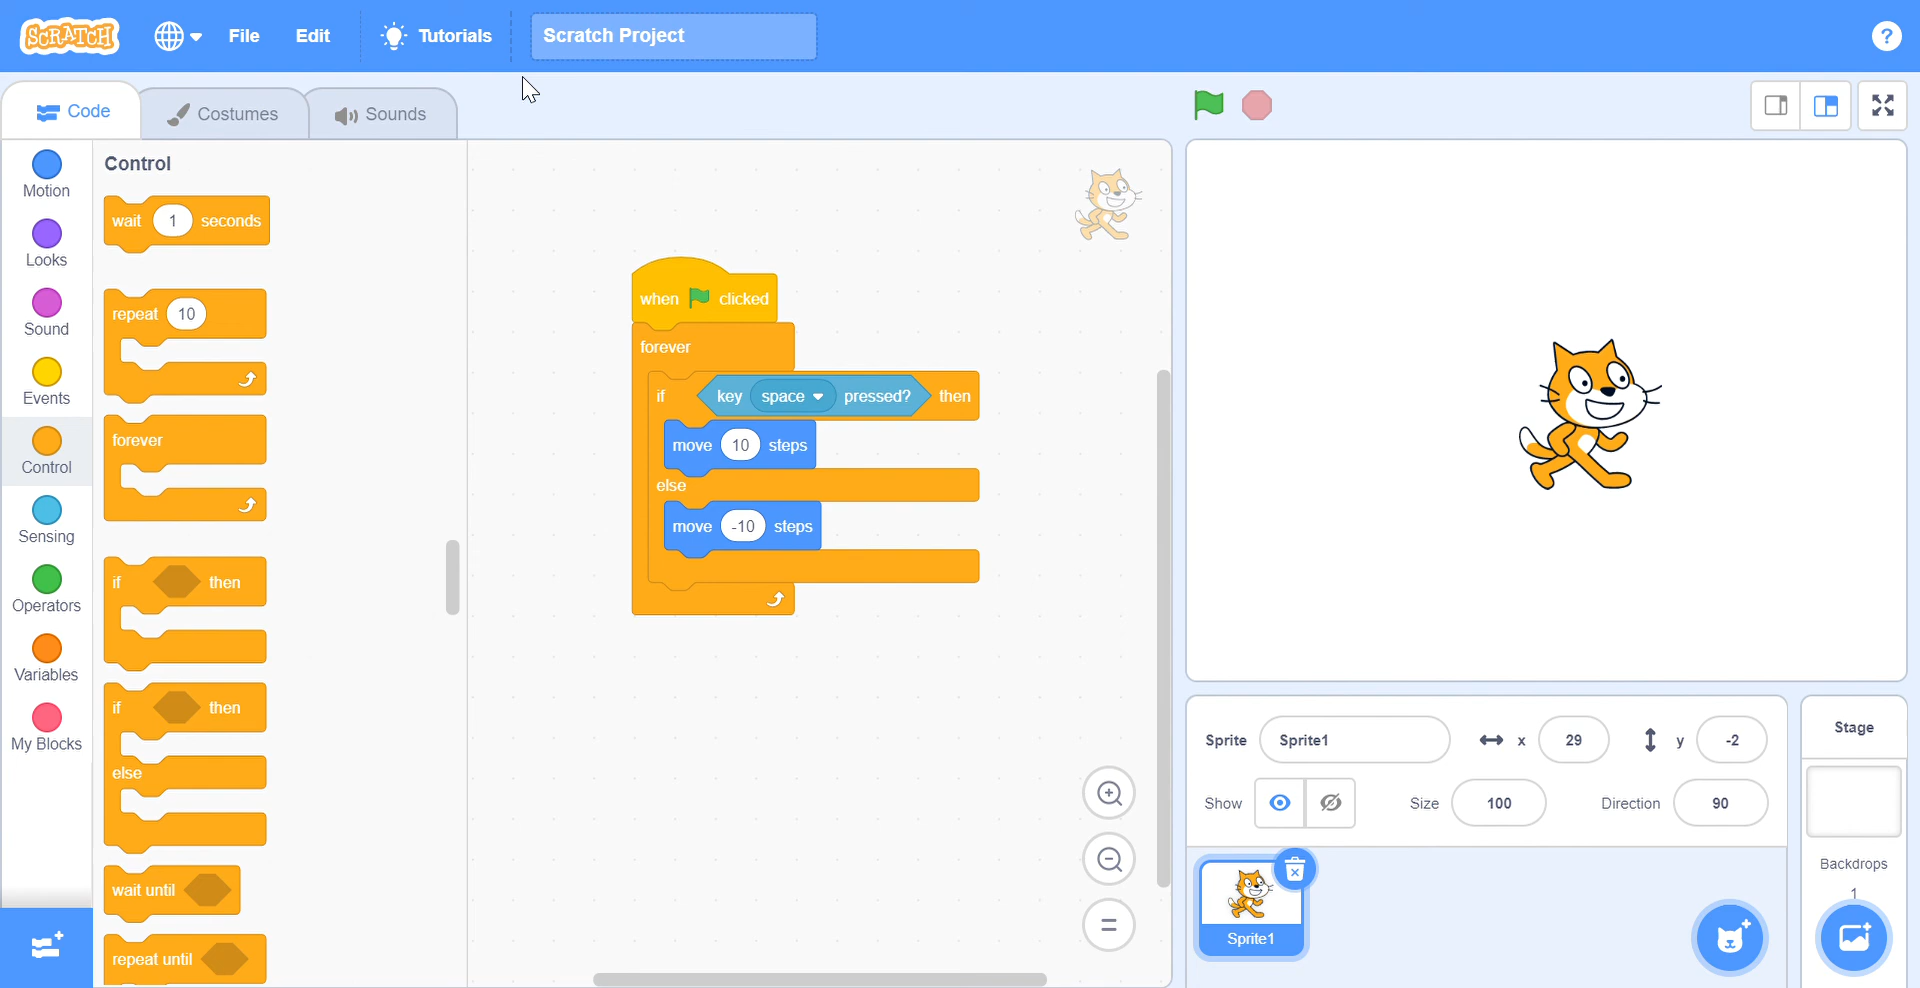 SCRATCH File Edit Tutorials Scratch Project ?
Code Costumes Sounds
Motion
Looks
Sound
Events
Control
Sensing
Operators
Variables
My Blocks
Control
wait 1 seconds
repeat 10
forever
if then
if then
else
wait until
repeat until
when clicked
forever
if key space pressed? then
move 10 steps
else
move -10 steps
Sprite Sprite1 x 29 y -2
Show Size 100 Direction 90
Sprite1
Stage
Backdrops
1